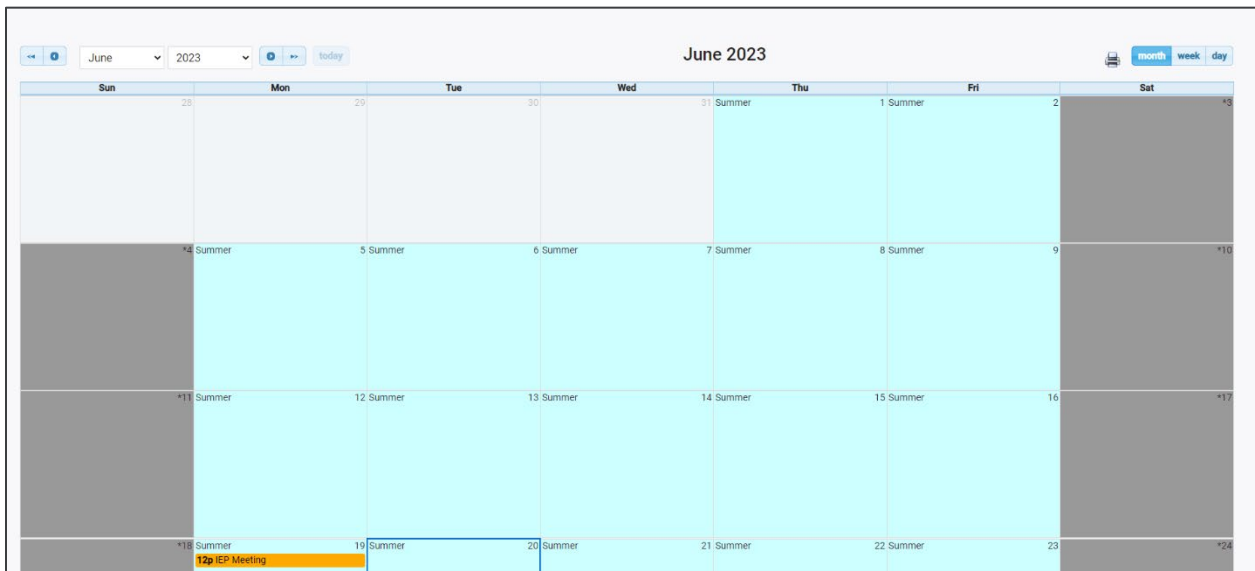 June 2023 today June 2023 month week day
Sun Mon Tue Wed Thu Fri Sat
28 29 30 31 Summer 1 Summer 2 *3
*4 Summer 5 Summer 6 Summer 7 Summer 8 Summer 9 *10
*11 Summer 12 Summer 13 Summer 14 Summer 15 Summer 16 *17
*18 Summer 19 Summer 20 Summer 21 Summer 22 Summer 23 *24
12p IEP Meeting